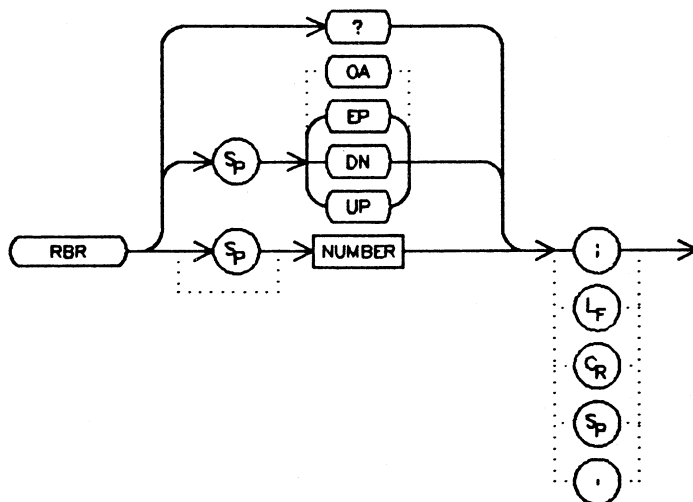 ?
OA
EP
SP DN
UP
RBR SP NUMBER ;
LF
CR
SP
,